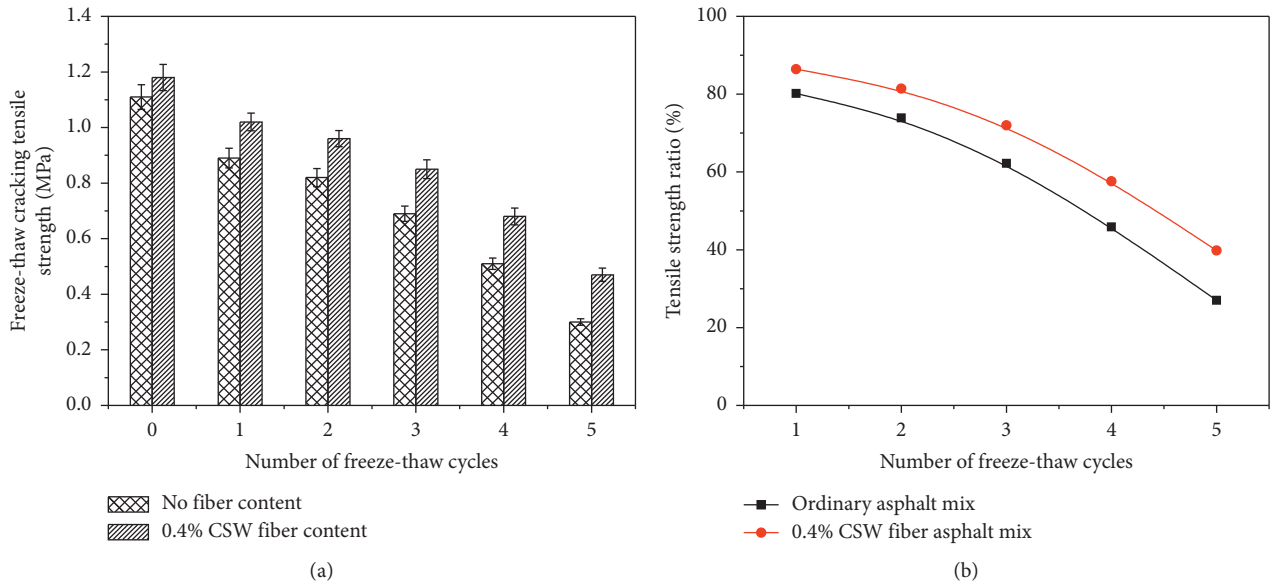 Freeze-thaw cracking tensile
strength (MPa)
1.4
1.2
1.0
0.8
0.6
0.4
0.2
0.0
0 1 2 3 4 5
Number of freeze-thaw cycles
No fiber content
0.4% CSW fiber content
(a)
Tensile strength ratio (%)
100
80
60
40
20
0
1 2 3 4 5
Number of freeze-thaw cycles
Ordinary asphalt mix
0.4% CSW fiber asphalt mix
(b)